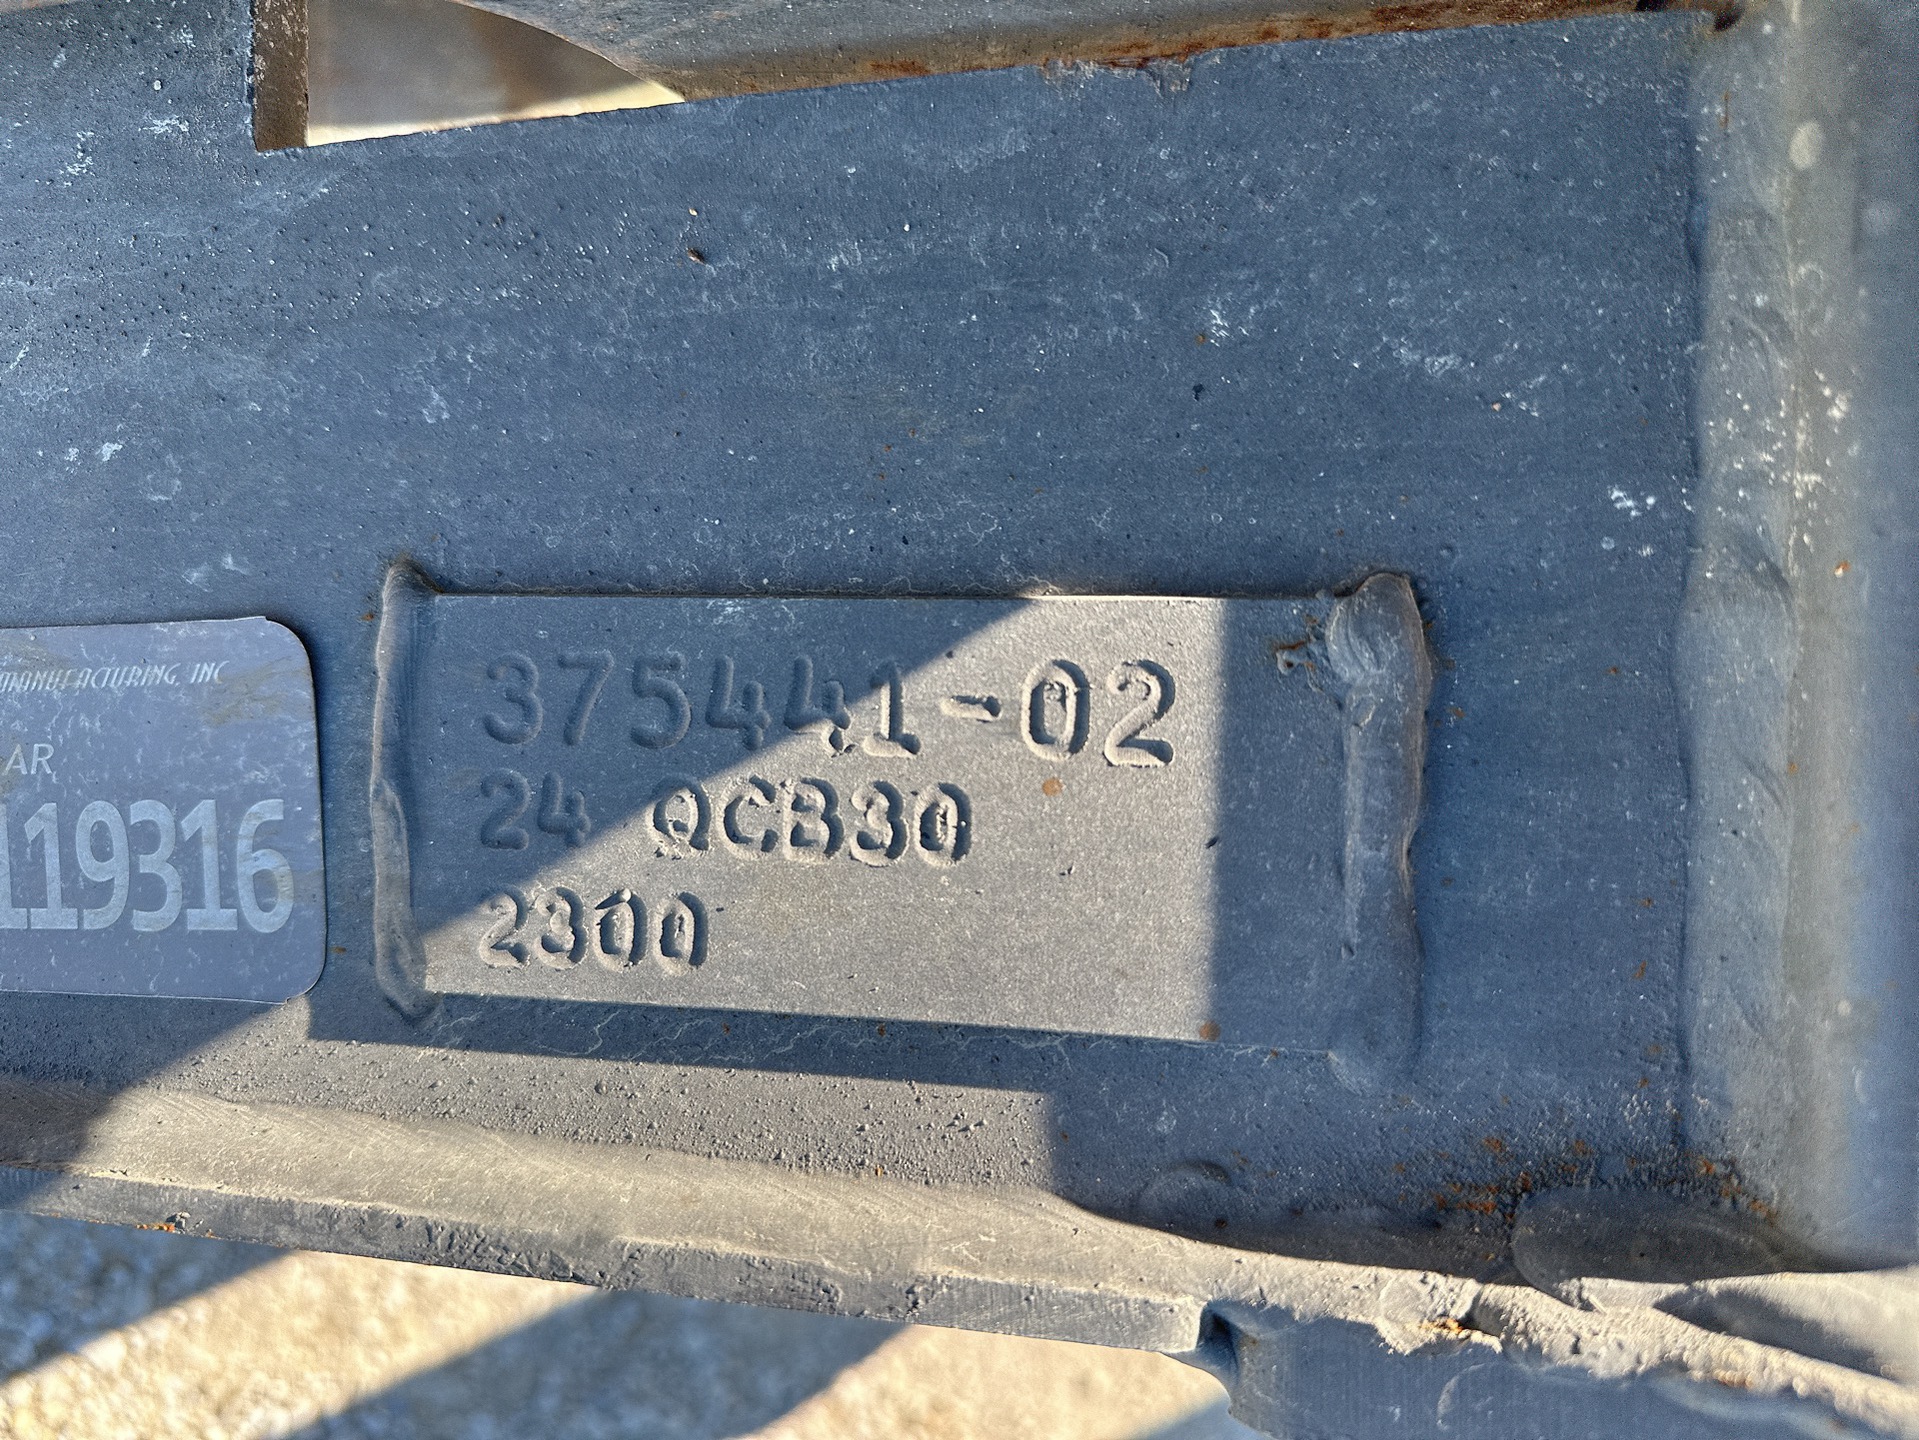 MANUFACTURING, INC
AR
119316
375441-02
24 QCB30
2300